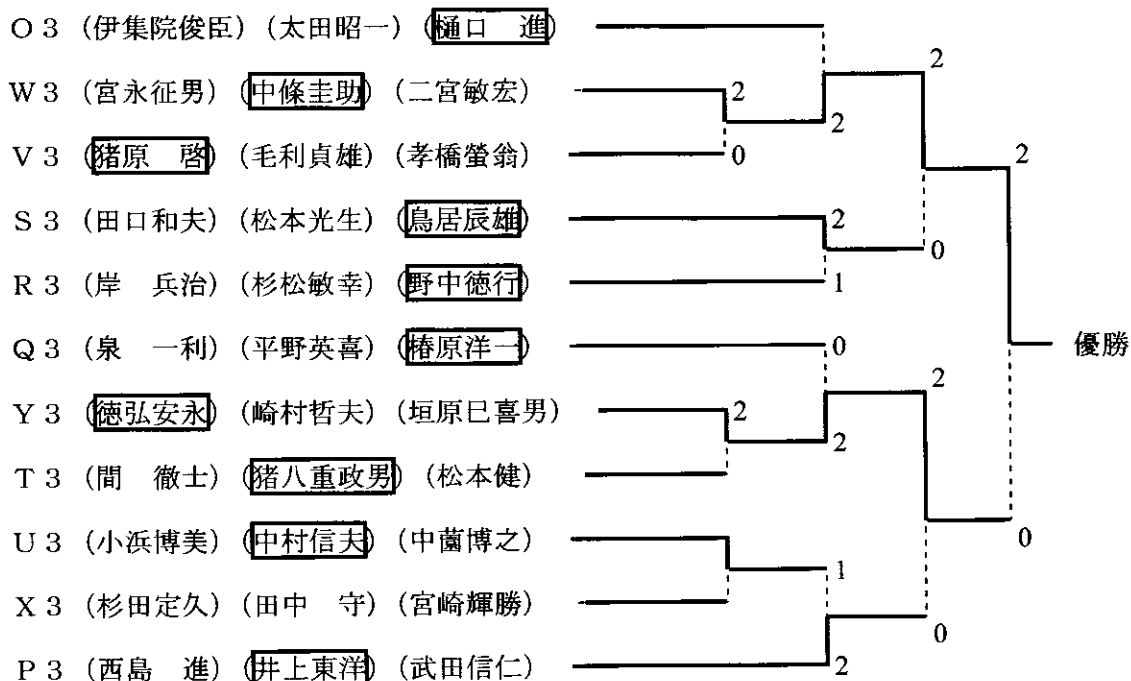 O3 (伊集院俊臣) (太田昭一) (樋口 進)
2
W3 (宮永征男) (中條圭助) (二宮敏宏) 2
2
V3 (猪原 啓) (毛利貞雄) (孝橋螢翁) 0
2
S3 (田口和夫) (松本光生) (鳥居辰雄) 2
0
R3 (岸 兵治) (杉松敏幸) (野中徳行) 1
Q3 (泉 一利) (平野英喜) (椿原洋一) 0
優勝
2
Y3 (徳弘安永) (崎村哲夫) (垣原巳喜男) 2
2
T3 (間 徹士) (猪八重政男) (松本健)
U3 (小浜博美) (中村信夫) (中薗博之)
0
1
X3 (杉田定久) (田中 守) (宮崎輝勝)
0
P3 (西島 進) (井上東洋) (武田信仁) 2